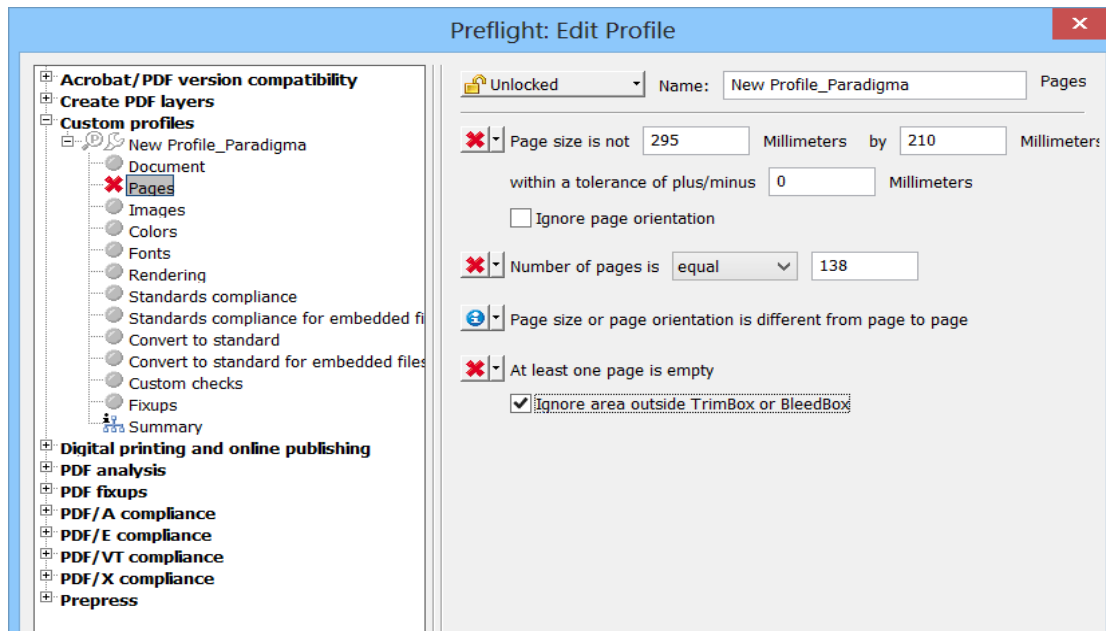 Preflight: Edit Profile
Acrobat/PDF version compatibility
Create PDF layers
Custom profiles
New Profile_Paradigma
Document
Pages
Images
Colors
Fonts
Rendering
Standards compliance
Standards compliance for embedded fi
Convert to standard
Convert to standard for embedded files
Custom checks
Fixups
Summary
Digital printing and online publishing
PDF analysis
PDF fixups
PDF/A compliance
PDF/E compliance
PDF/VT compliance
PDF/X compliance
Prepress
Unlocked Name: New Profile_Paradigma Pages
Page size is not 295 Millimeters by 210 Millimeters
within a tolerance of plus/minus 0 Millimeters
Ignore page orientation
Number of pages is equal 138
Page size or page orientation is different from page to page
At least one page is empty
Ignore area outside TrimBox or BleedBox